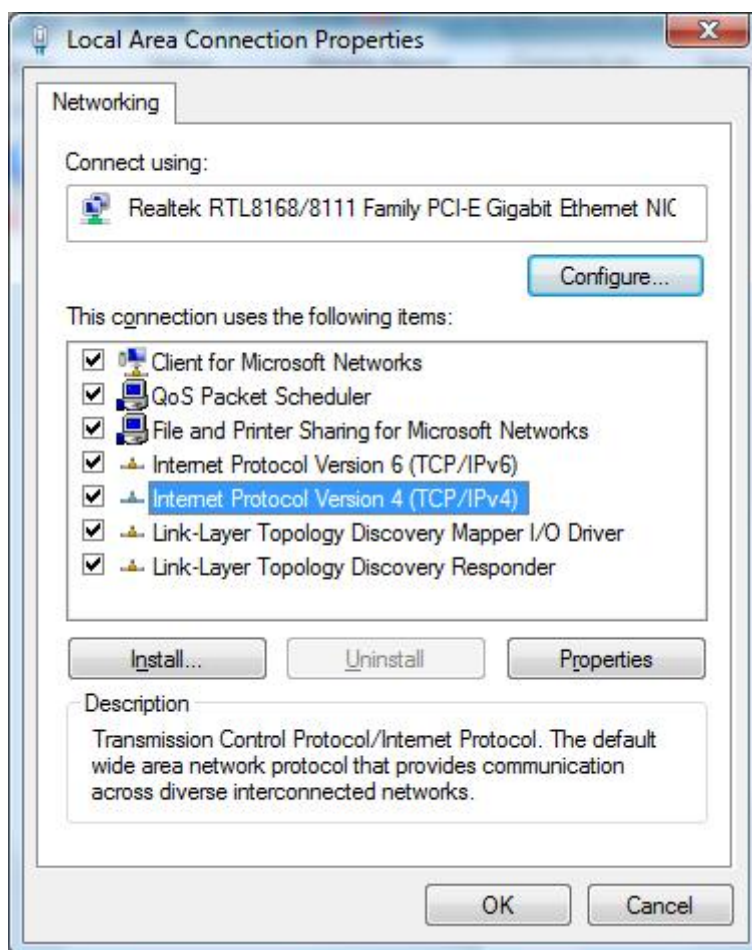 Local Area Connection Properties
Networking
Connect using:
Realtek RTL8168/8111 Family PCI-E Gigabit Ethernet NIC
Configure...
This connection uses the following items:
Client for Microsoft Networks
QoS Packet Scheduler
File and Printer Sharing for Microsoft Networks
Internet Protocol Version 6 (TCP/IPv6)
Internet Protocol Version 4 (TCP/IPv4)
Link-Layer Topology Discovery Mapper I/O Driver
Link-Layer Topology Discovery Responder
Install... Uninstall Properties
Description
Transmission Control Protocol/Internet Protocol. The default
wide area network protocol that provides communication
across diverse interconnected networks.
OK Cancel